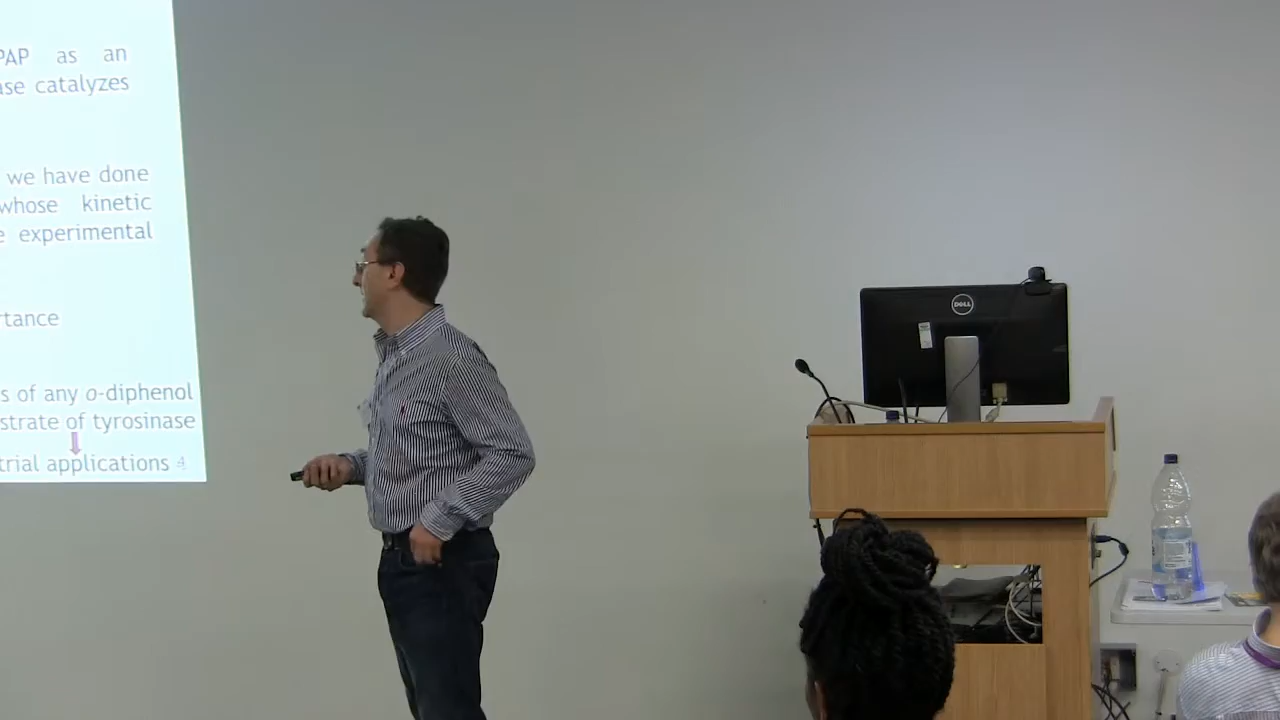 PAP as an
ase catalyzes
we have done
whose kinetic
e experimental
rtance
s of any o-diphenol
strate of tyrosinase
trial applications 4
DELL